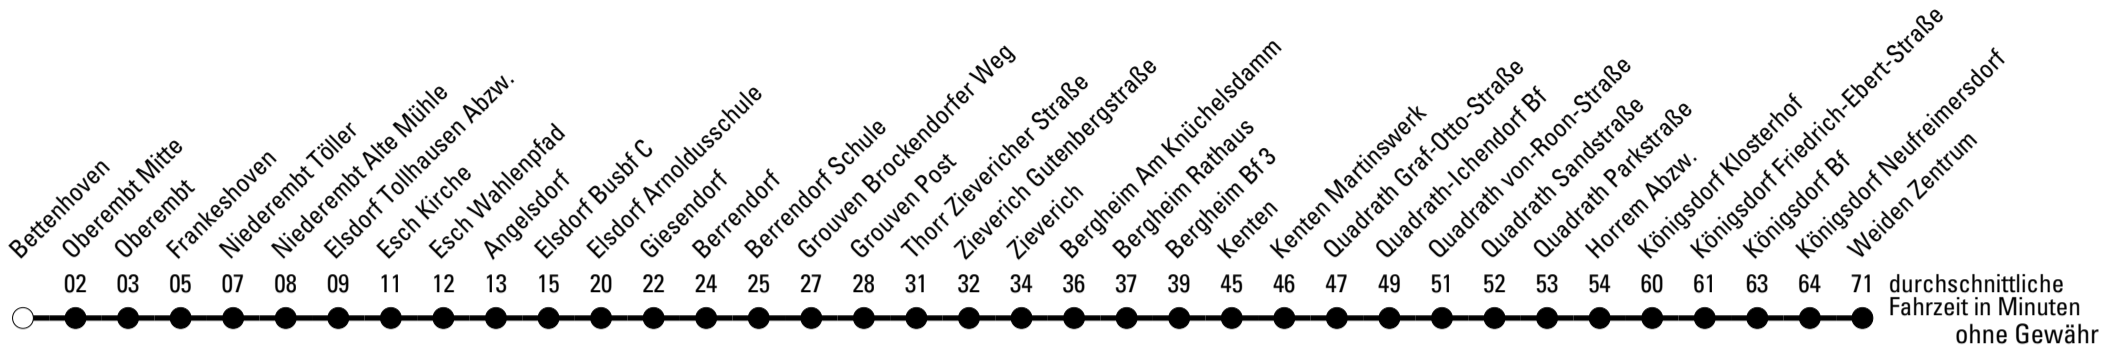 Bettenhoven
Oberembt Mitte
Oberembt
Frankeshoven
Niederembt Töller
Niederembt Alte Mühle
Elsdorf Tollhausen Abzw.
Esch Kirche
Esch Wahlenpfad
Angelsdorf
Elsdorf Busbf C
Elsdorf Arnoldusschule
Giesendorf
Berrendorf
Berrendorf Schule
Grouven Brockendorfer Weg
Grouven Post
Thorr Zievericher Straße
Zieverich Gutenbergstraße
Zieverich
Bergheim Am Knüchelsdamm
Bergheim Rathaus
Bergheim Bf 3
Kenten
Kenten Martinswerk
Quadrath Graf-Otto-Straße
Quadrath-Ichendorf Bf
Quadrath von-Roon-Straße
Quadrath Sandstraße
Quadrath Parkstraße
Horrem Abzw.
Königsdorf Klosterhof
Königsdorf Friedrich-Ebert-Straße
Königsdorf Bf
Königsdorf Neufreimersdorf
Weiden Zentrum
02 03 05 07 08 09 11 12 13 15 20 22 24 25 27 28 31 32 34 36 37 39 45 46 47 49 51 52 53 54 60 61 63 64 71 durchschnittliche
Fahrzeit in Minuten
ohne Gewähr